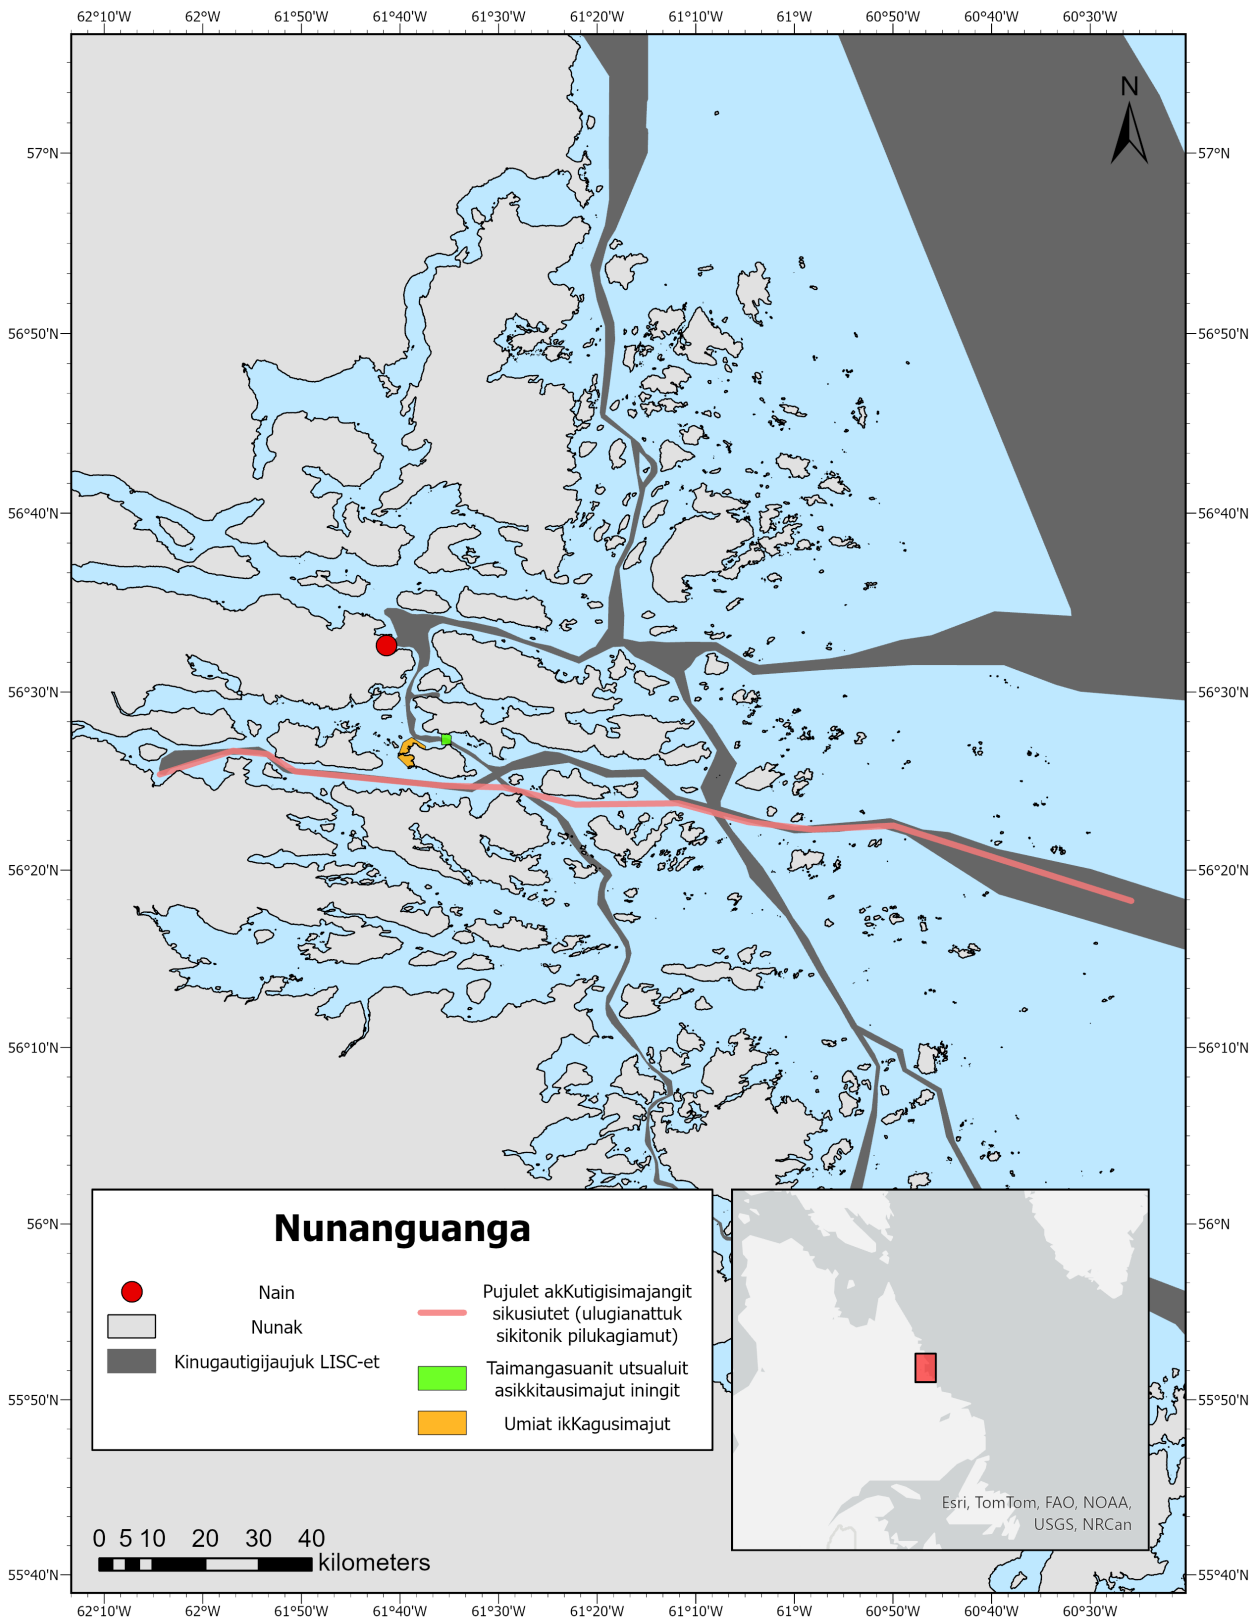 62°10'W 62°W 61°50'W 61°40'W 61°30'W 61°20'W 61°10'W 61°W 60°50'W 60°40'W 60°30'W
N
57°N 57°N
56°50'N 56°50'N
56°40'N 56°40'N
56°30'N 56°30'N
56°20'N 56°20'N
56°10'N 56°10'N
56°N 56°N
55°50'N 55°50'N
55°40'N 55°40'N
Nunanguanga
Nain
Nunak
Kinugautigijaujuk LISC-et
Pujulet akKutigisimajangit
sikusiutet (ulugianattuk
sikitonik pilukagiamut)
Taimangasuanit utsualuit
asikkitausimajut iningit
Umiat ikKagusimajut
Esri, TomTom, FAO, NOAA,
USGS, NRCan
0 5 10 20 30 40
kilometers
62°10'W 62°W 61°50'W 61°40'W 61°30'W 61°20'W 61°10'W 61°W 60°50'W 60°40'W 60°30'W